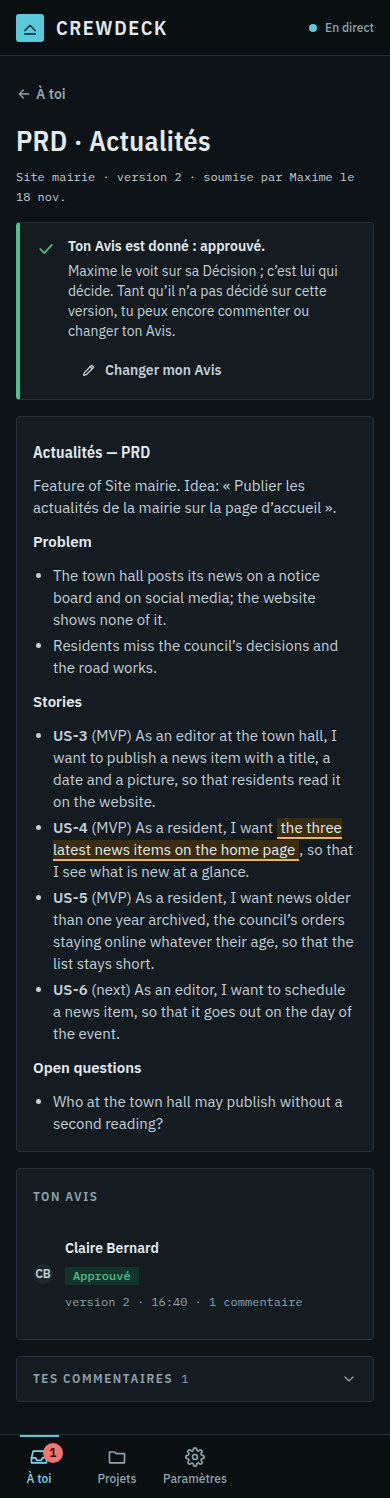 CREWDECK
En direct
← À toi
PRD · Actualités
Site mairie · version 2 · soumise par Maxime le
18 nov.
Ton Avis est donné : approuvé.
Maxime le voit sur sa Décision ; c’est lui qui
décide. Tant qu’il n’a pas décidé sur cette
version, tu peux encore commenter ou
changer ton Avis.
Changer mon Avis
Actualités — PRD
Feature of Site mairie. Idea: « Publier les
actualités de la mairie sur la page d’accueil ».
Problem
• The town hall posts its news on a notice
board and on social media; the website
shows none of it.
• Residents miss the council’s decisions and
the road works.
Stories
• US-3 (MVP) As an editor at the town hall, I
want to publish a news item with a title, a
date and a picture, so that residents read it
on the website.
• US-4 (MVP) As a resident, I want the three
latest news items on the home page , so that
I see what is new at a glance.
• US-5 (MVP) As a resident, I want news older
than one year archived, the council’s orders
staying online whatever their age, so that the
list stays short.
• US-6 (next) As an editor, I want to schedule
a news item, so that it goes out on the day of
the event.
Open questions
• Who at the town hall may publish without a
second reading?
TON AVIS
Claire Bernard
CB
Approuvé
version 2 · 16:40 · 1 commentaire
TES COMMENTAIRES 1
1
À toi
Projets
Paramètres